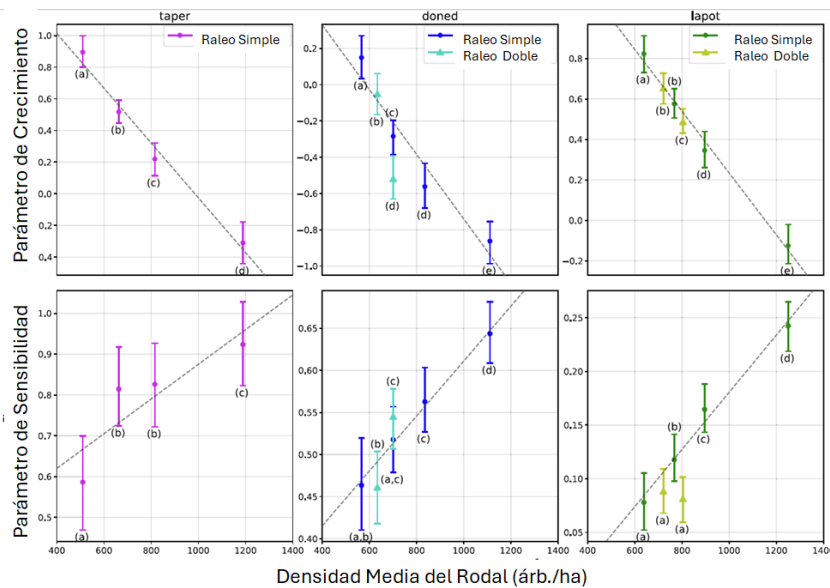 taper
doned
lapot
Parámetro de Crecimiento
1.0
0.8
0.6
0.4
0.2
0.0
0.2
0.4
Raleo Simple
(a)
(b)
(c)
(d)
0.2
0.0
−0.2
−0.4
−0.6
−0.8
−1.0
Raleo Simple
Raleo Doble
(a)
(b)
(c)
(d)
(d)
(e)
0.8
0.6
0.4
0.2
0.0
−0.2
Raleo Simple
Raleo Doble
(a)
(b)
(b)
(c)
(d)
(e)
Parámetro de Sensibilidad
1.0
0.9
0.8
0.7
0.6
0.5
(a)
(b)
(b)
(c)
400 600 800 1000 1200 1400
0.65
0.60
0.55
0.50
0.45
0.40
(a,b)
(b)
(c)
(a,c)
(c)
(d)
400 600 800 1000 1200 1400
0.25
0.20
0.15
0.10
0.05
(a)
(a)
(b)
(a)
(c)
(d)
400 600 800 1000 1200 1400
Densidad Media del Rodal (árb./ha)